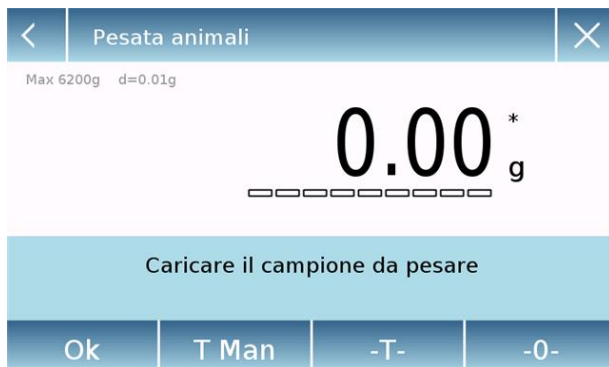 Pesata animali
Max 6200g d=0.01g
0.00 * g
Caricare il campione da pesare
Ok T Man -T- -0-